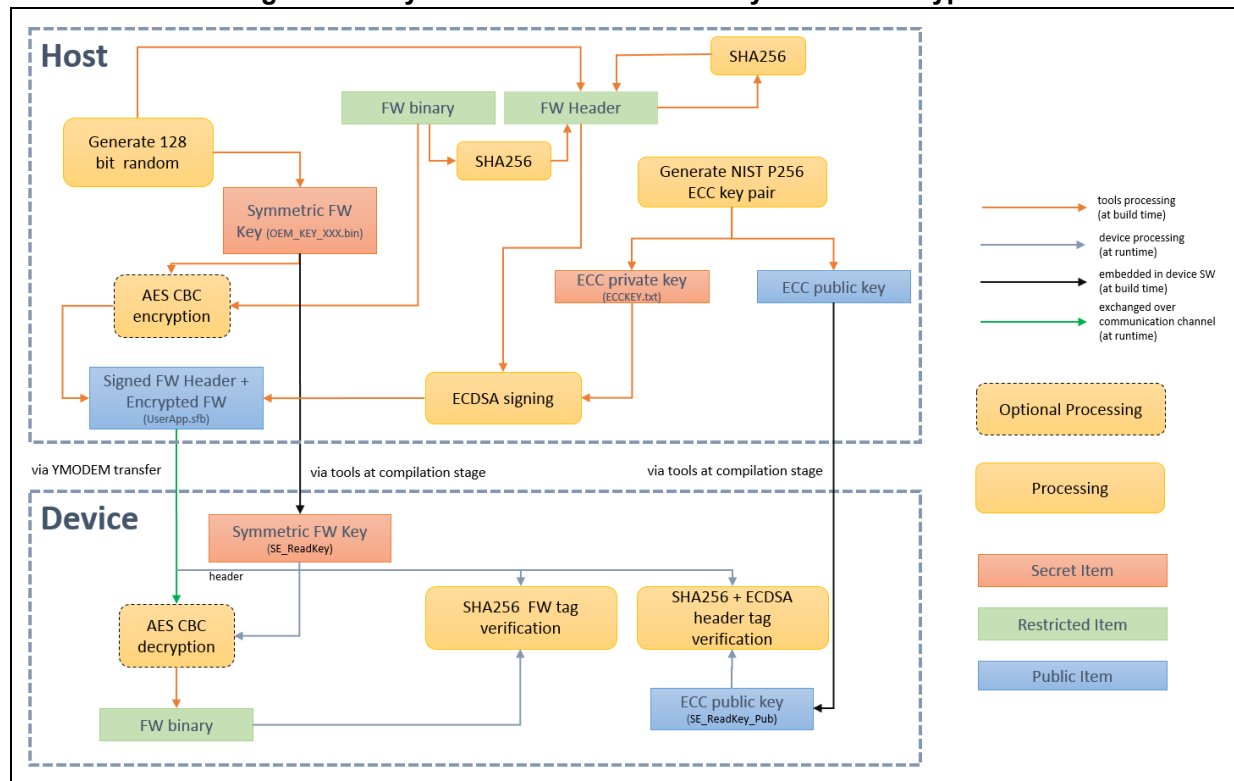 Host
SHA256
FW binary
FW Header
Generate 128
bit random
SHA256
Generate NIST P256
ECC key pair
Symmetric FW
Key (OEM_KEY_XXX.bin)
AES CBC
encryption
ECC private key
(ECCKEY.txt)
ECC public key
Signed FW Header +
Encrypted FW
(UserApp.sfb)
ECDSA signing
via YMODEM transfer
via tools at compilation stage
via tools at compilation stage
Device
Symmetric FW Key
(SE_ReadKey)
header
AES CBC
decryption
SHA256 FW tag
verification
SHA256 + ECDSA
header tag
verification
FW binary
ECC public key
(SE_ReadKey_Pub)
tools processing
(at build time)
device processing
(at runtime)
embedded in device SW
(at build time)
exchanged over
communication channel
(at runtime)
Optional Processing
Processing
Secret Item
Restricted Item
Public Item